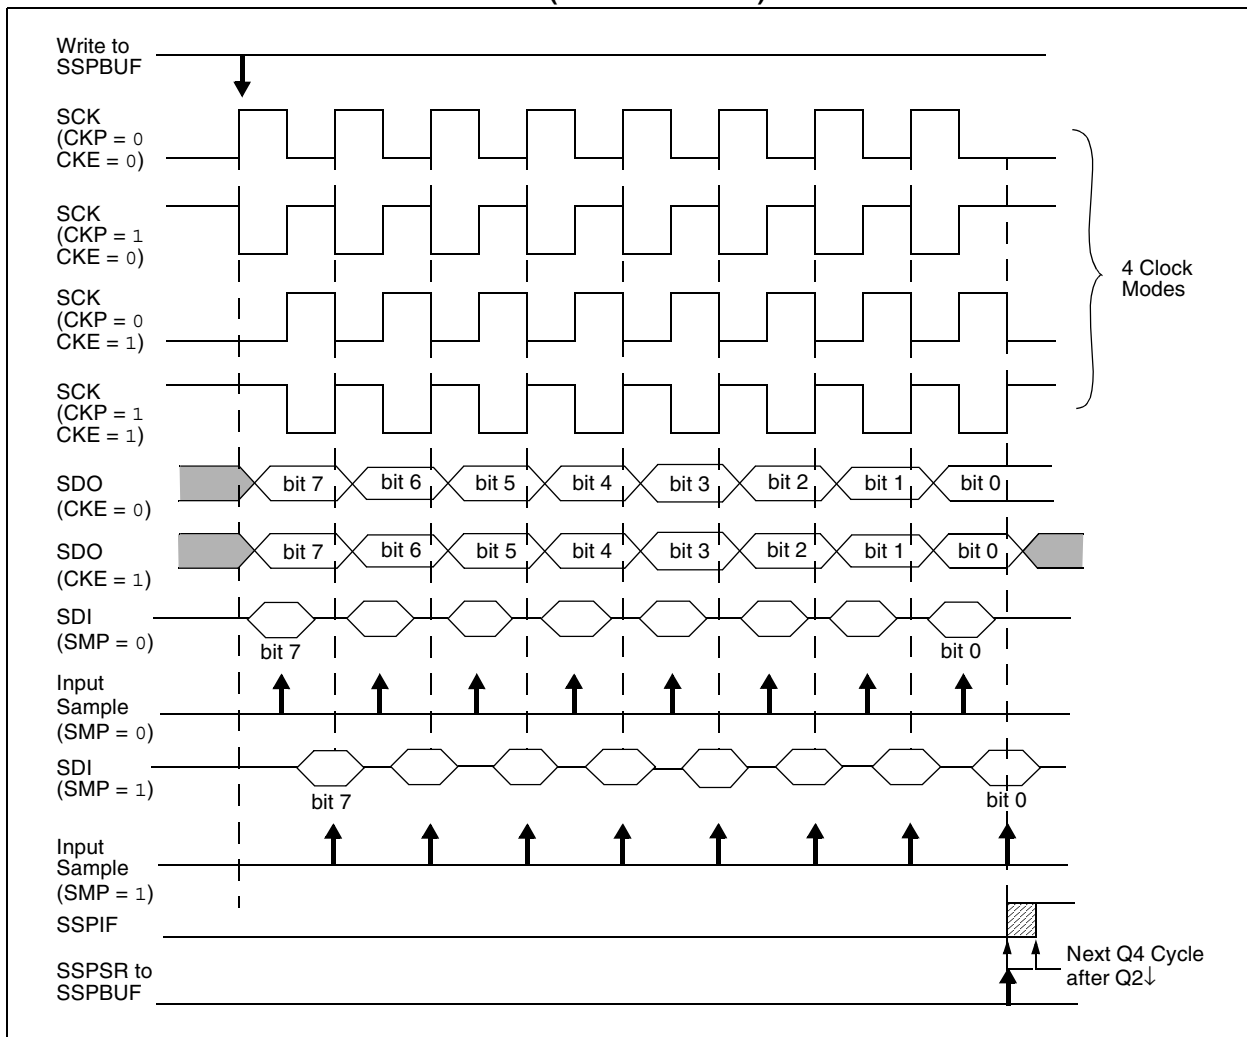 Write to
SSPBUF
SCK
(CKP = 0
CKE = 0)
SCK
(CKP = 1
CKE = 0)
SCK
(CKP = 0
CKE = 1)
SCK
(CKP = 1
CKE = 1)
4 Clock
Modes
SDO
(CKE = 0)
bit 7 bit 6 bit 5 bit 4 bit 3 bit 2 bit 1 bit 0
SDO
(CKE = 1)
bit 7 bit 6 bit 5 bit 4 bit 3 bit 2 bit 1 bit 0
SDI
(SMP = 0)
bit 7 bit 0
Input
Sample
(SMP = 0)
SDI
(SMP = 1)
bit 7 bit 0
Input
Sample
(SMP = 1)
SSPIF
Next Q4 Cycle
after Q2↓
SSPSR to
SSPBUF